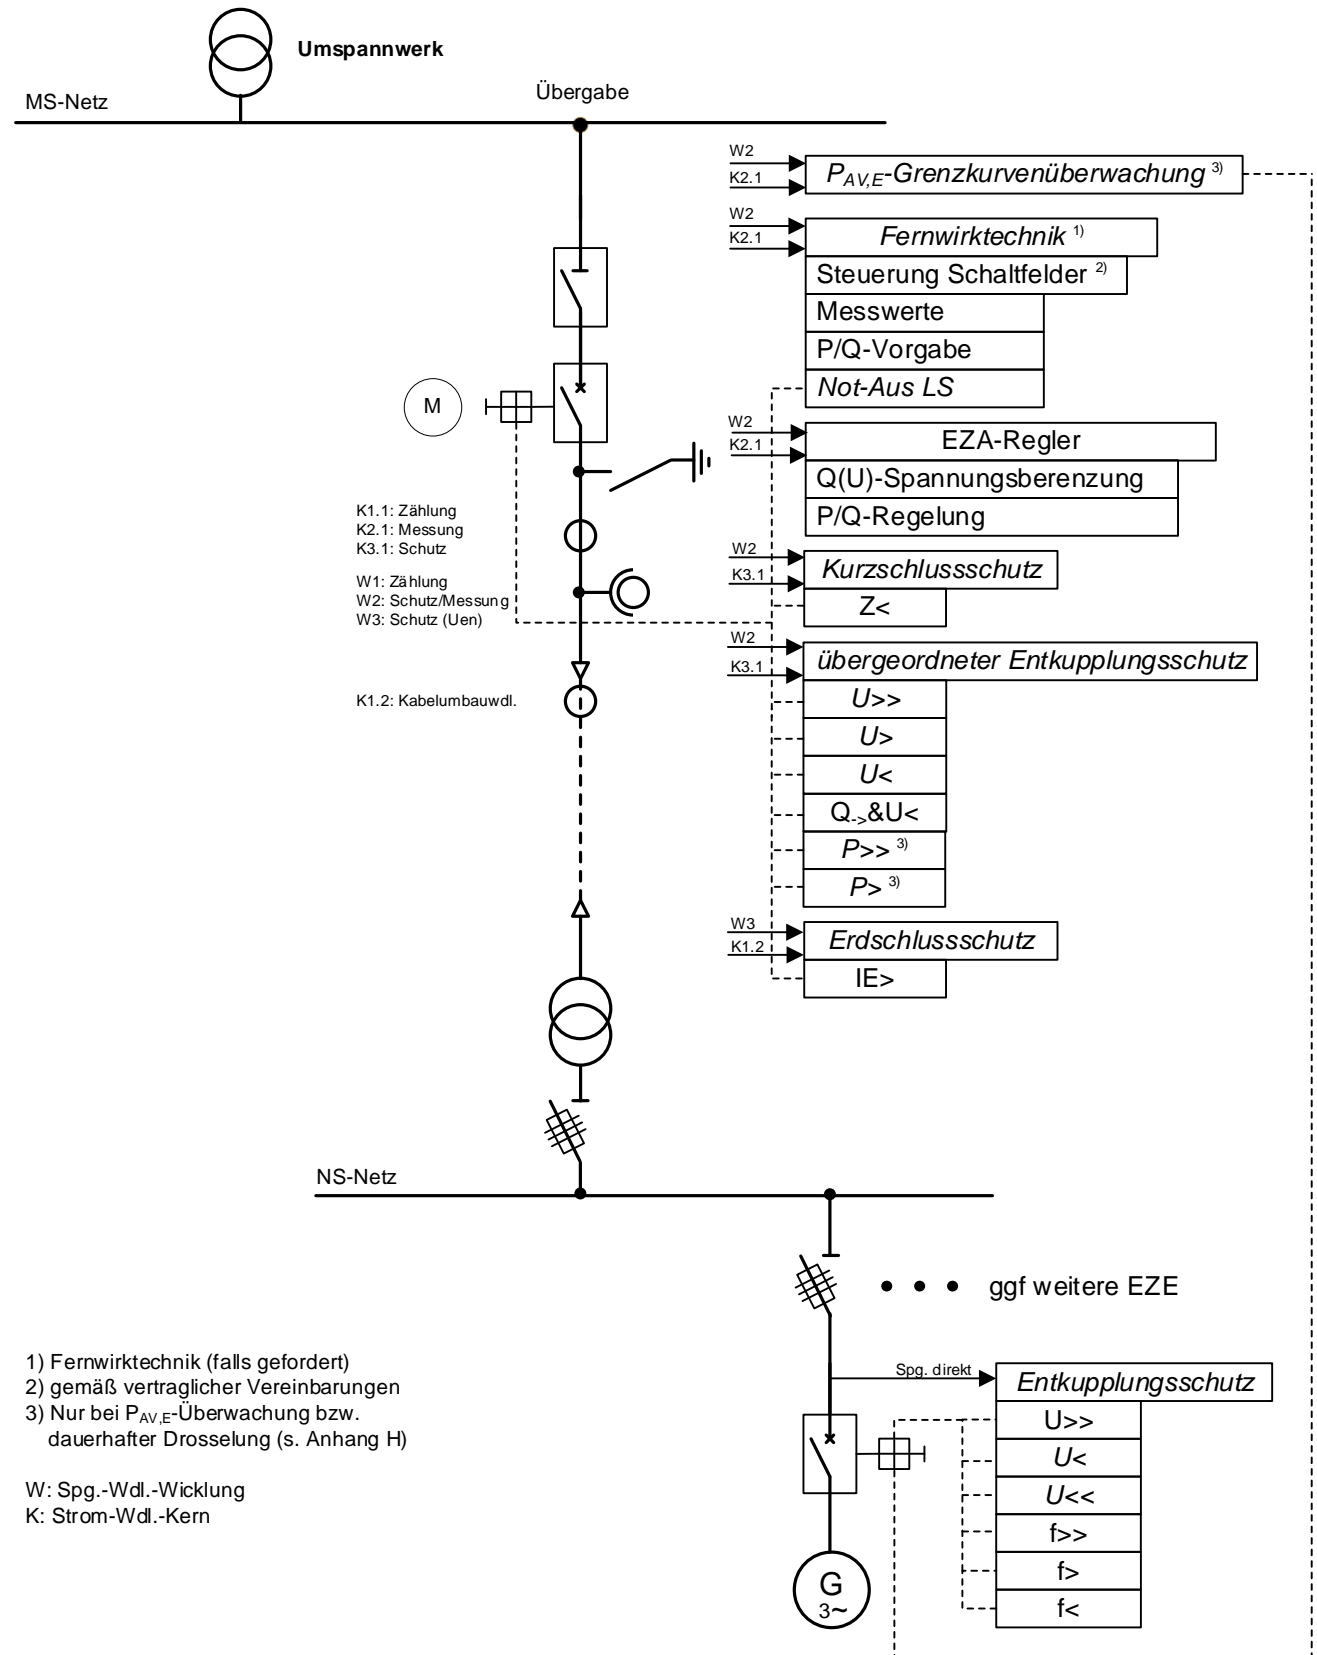 Umspannwerk
MS-Netz
Übergabe
W2
K2.1
P_AV,E-Grenzkurvenüberwachung 3)
W2
K2.1
Fernwirktechnik 1)
Steuerung Schaltfelder 2)
Messwerte
P/Q-Vorgabe
Not-Aus LS
M
W2
K2.1
EZA-Regler
Q(U)-Spannungsberenzung
P/Q-Regelung
K1.1: Zählung
K2.1: Messung
K3.1: Schutz
W1: Zählung
W2: Schutz/Messung
W3: Schutz (Uen)
W2
K3.1
Kurzschlussschutz
Z<
W2
K3.1
übergeordneter Entkupplungsschutz
U>>
U>
U<
Q->&U<
P>> 3)
P> 3)
K1.2: Kabelumbauwdl.
W3
K1.2
Erdschlussschutz
IE>
NS-Netz
ggf weitere EZE
Spg. direkt
Entkupplungsschutz
U>>
U<
U<<
f>>
f>
f<
G
3~
1) Fernwirktechnik (falls gefordert)
2) gemäß vertraglicher Vereinbarungen
3) Nur bei P_AV,E-Überwachung bzw.
dauerhafter Drosselung (s. Anhang H)
W: Spg.-Wdl.-Wicklung
K: Strom-Wdl.-Kern